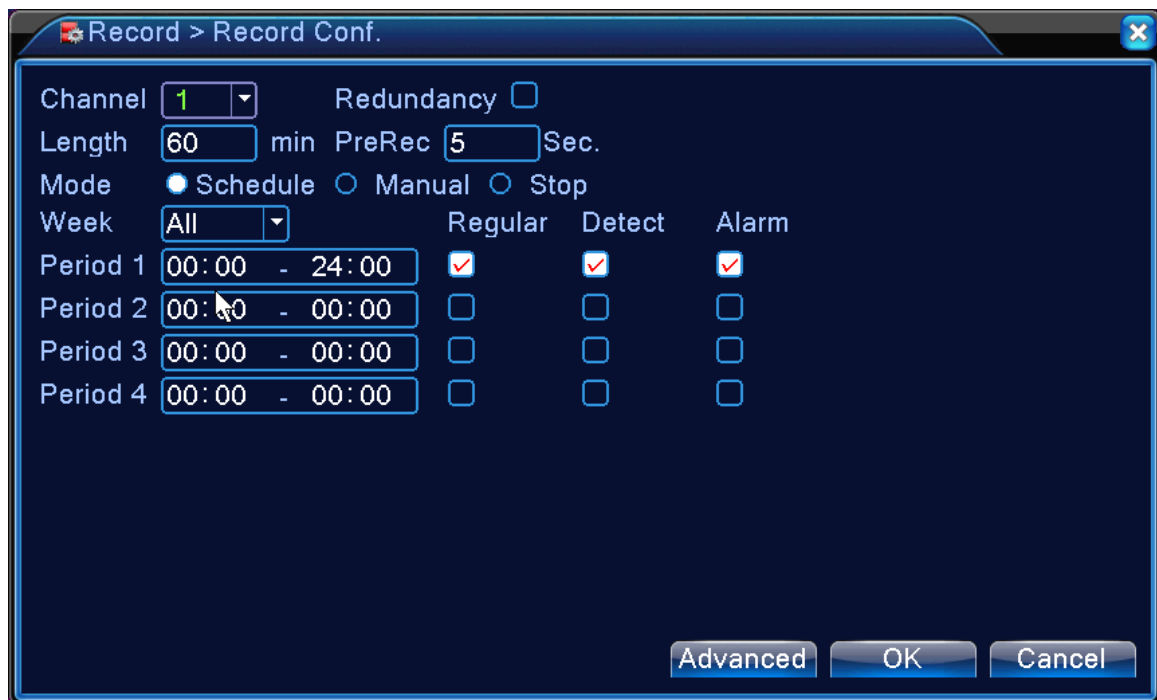 Record > Record Conf.
Channel 1 Redundancy
Length 60 min PreRec 5 Sec.
Mode Schedule Manual Stop
Week All Regular Detect Alarm
Period 1 00:00 - 24:00
Period 2 00:00 - 00:00
Period 3 00:00 - 00:00
Period 4 00:00 - 00:00
Advanced OK Cancel